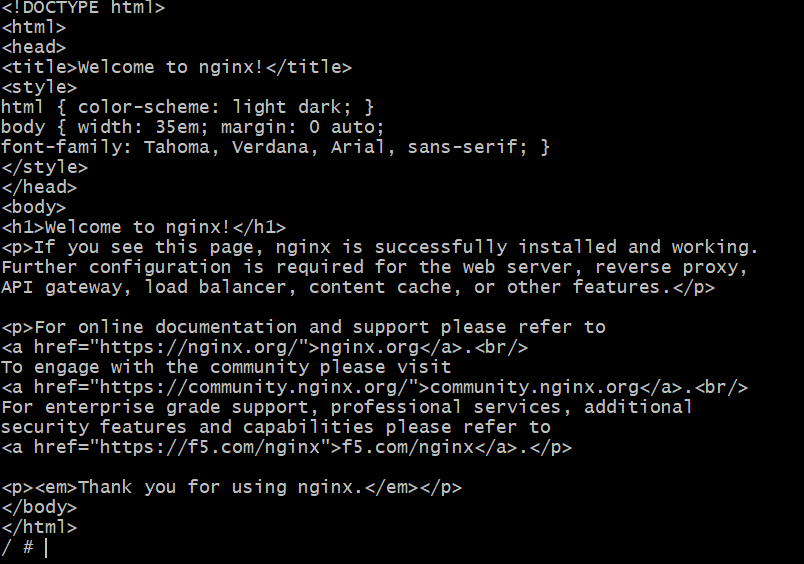 <!DOCTYPE html>
<html>
<head>
<title>Welcome to nginx!</title>
<style>
html { color-scheme: light dark; }
body { width: 35em; margin: 0 auto;
font-family: Tahoma, Verdana, Arial, sans-serif; }
</style>
</head>
<body>
<h1>Welcome to nginx!</h1>
<p>If you see this page, nginx is successfully installed and working.
Further configuration is required for the web server, reverse proxy,
API gateway, load balancer, content cache, or other features.</p>

<p>For online documentation and support please refer to
<a href="https://nginx.org/">nginx.org</a>.<br/>
To engage with the community please visit
<a href="https://community.nginx.org/">community.nginx.org</a>.<br/>
For enterprise grade support, professional services, additional
security features and capabilities please refer to
<a href="https://f5.com/nginx">f5.com/nginx</a>.</p>

<p><em>Thank you for using nginx.</em></p>
</body>
</html>
/ #